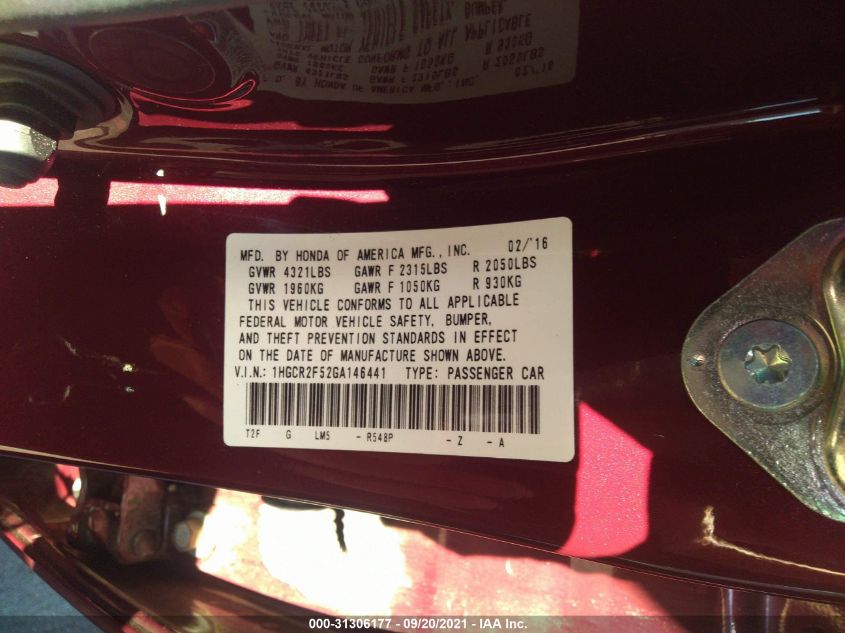 MFD. BY HONDA OF AMERICA MFG., INC. 02/'16
GVWR 4321LBS GAWR F 2315LBS R 2050LBS
GVWR 1960KG GAWR F 1050KG R 930KG
THIS VEHICLE CONFORMS TO ALL APPLICABLE
FEDERAL MOTOR VEHICLE SAFETY, BUMPER,
AND THEFT PREVENTION STANDARDS IN EFFECT
ON THE DATE OF MANUFACTURE SHOWN ABOVE.
V.I.N.: 1HGCR2F52GA146441 TYPE: PASSENGER CAR
T2F G LM5 - R548P - Z - A
000-31306177 - 09/20/2021 - IAA Inc.